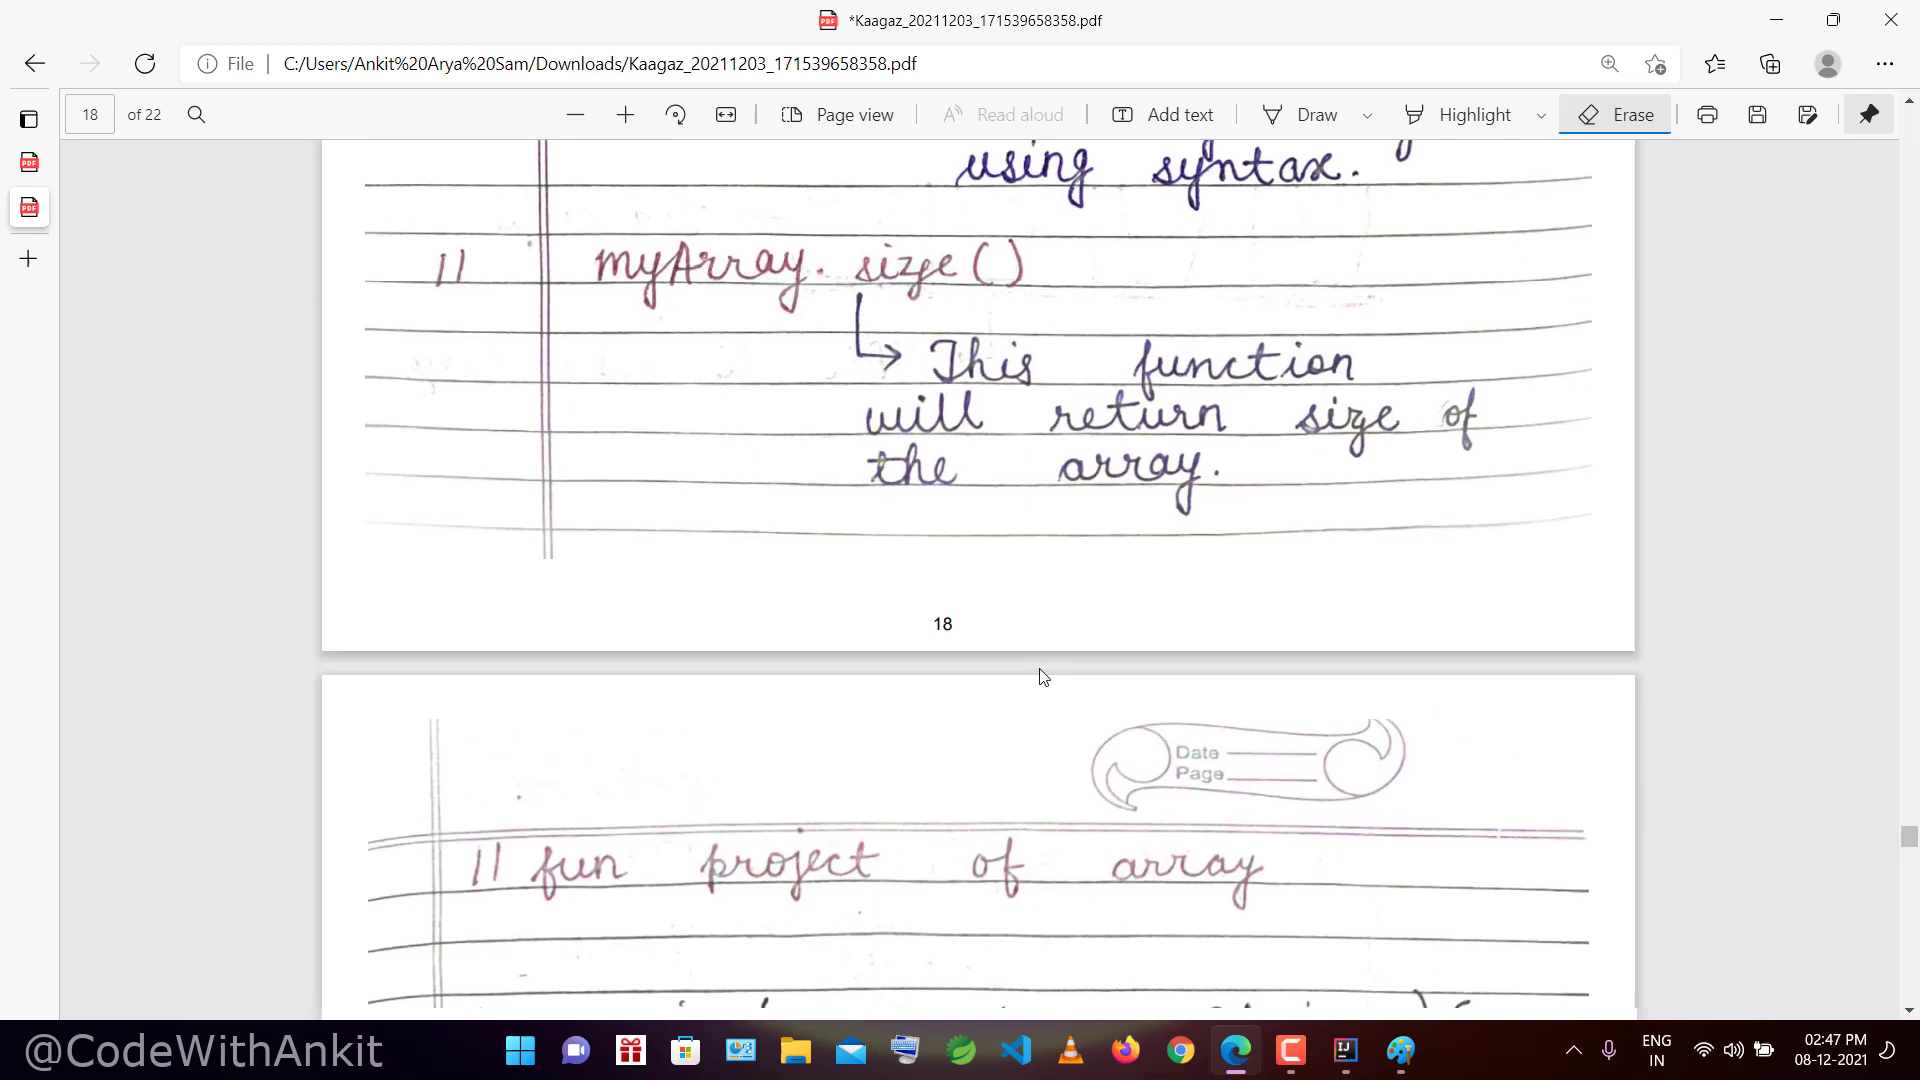 *Kaagaz_20211203_171539658358.pdf
File
C:/Users/Ankit%20Arya%20Sam/Downloads/Kaagaz_20211203_171539658358.pdf
18 of 22
Page view
Read aloud
Add text
Draw
Highlight
Erase
using syntax.
// myArray. size()
↳ This function
will return size of
the array.
18
Date
Page
// fun project of array
@CodeWithAnkit
ENG
IN
02:47 PM
08-12-2021